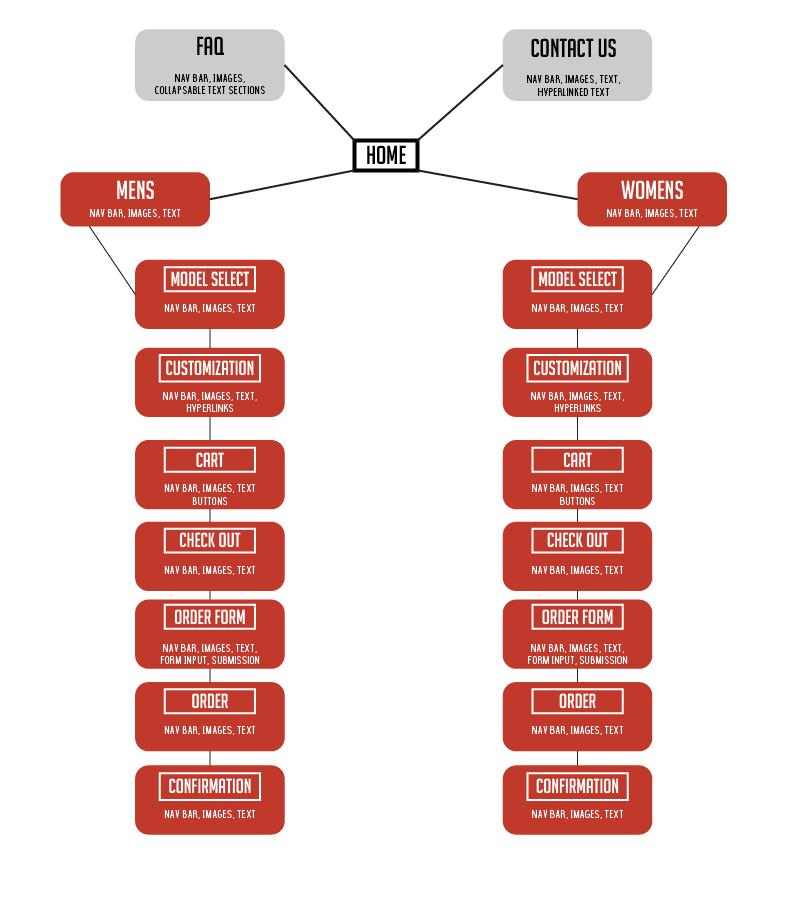 FAQ
NAV BAR, IMAGES,
COLLAPSABLE TEXT SECTIONS
CONTACT US
NAV BAR, IMAGES, TEXT,
HYPERLINKED TEXT
HOME
MENS
NAV BAR, IMAGES, TEXT
WOMENS
NAV BAR, IMAGES, TEXT
MODEL SELECT
NAV BAR, IMAGES, TEXT
CUSTOMIZATION
NAV BAR, IMAGES, TEXT,
HYPERLINKS
CART
NAV BAR, IMAGES, TEXT
BUTTONS
CHECK OUT
NAV BAR, IMAGES, TEXT
ORDER FORM
NAV BAR, IMAGES, TEXT,
FORM INPUT, SUBMISSION
ORDER
NAV BAR, IMAGES, TEXT
CONFIRMATION
NAV BAR, IMAGES, TEXT
MODEL SELECT
NAV BAR, IMAGES, TEXT
CUSTOMIZATION
NAV BAR, IMAGES, TEXT,
HYPERLINKS
CART
NAV BAR, IMAGES, TEXT
BUTTONS
CHECK OUT
NAV BAR, IMAGES, TEXT
ORDER FORM
NAV BAR, IMAGES, TEXT,
FORM INPUT, SUBMISSION
ORDER
NAV BAR, IMAGES, TEXT
CONFIRMATION
NAV BAR, IMAGES, TEXT